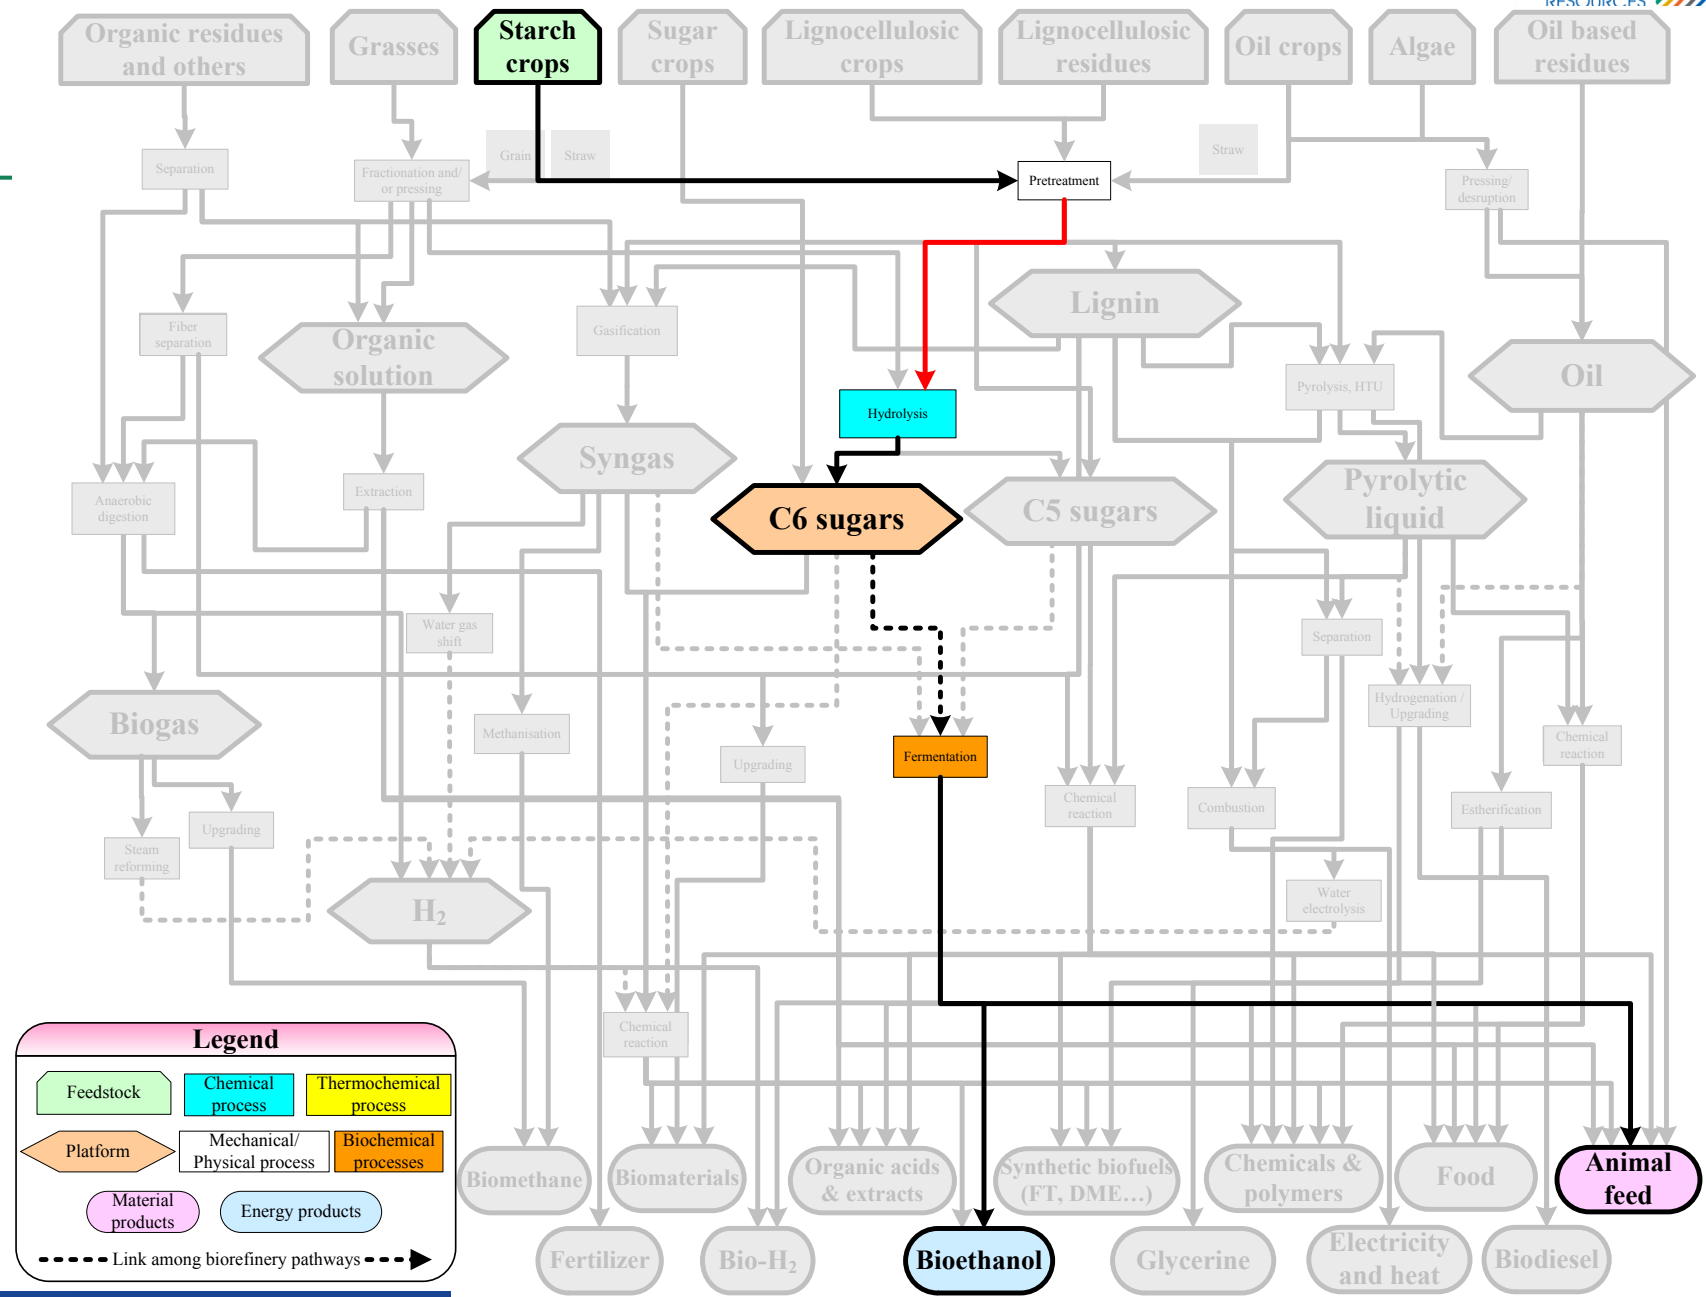 RESOURCES
Organic residues
and others
Grasses
Starch
crops
Sugar
crops
Lignocellulosic
crops
Lignocellulosic
residues
Oil crops
Algae
Oil based
residues
Separation
Fractionation and/
or pressing
Grain
Straw
Pretreatment
Straw
Pressing/
desruption
Fiber
separation
Organic
solution
Gasification
Lignin
Pyrolysis, HTU
Oil
Hydrolysis
Anaerobic
digestion
Extraction
Syngas
C6 sugars
C5 sugars
Pyrolytic
liquid
Water gas
shift
Separation
Biogas
Methanisation
Upgrading
Fermentation
Hydrogenation /
Upgrading
Chemical
reaction
Chemical
reaction
Combustion
Estherification
Steam
reforming
Upgrading
H2
Water
electrolysis
Chemical
reaction
Legend
Feedstock
Chemical
process
Thermochemical
process
Platform
Mechanical/
Physical process
Biochemical
processes
Material
products
Energy products
Link among biorefinery pathways
Biomethane
Biomaterials
Organic acids
& extracts
Synthetic biofuels
(FT, DME…)
Chemicals &
polymers
Food
Animal
feed
Fertilizer
Bio-H2
Bioethanol
Glycerine
Electricity
and heat
Biodiesel